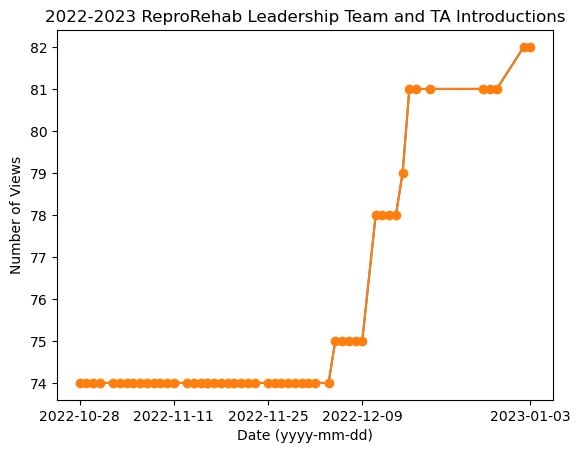 2022-2023 ReproRehab Leadership Team and TA Introductions
Number of Views
82
81
80
79
78
77
76
75
74
2022-10-28 2022-11-11 2022-11-25 2022-12-09 2023-01-03
Date (yyyy-mm-dd)